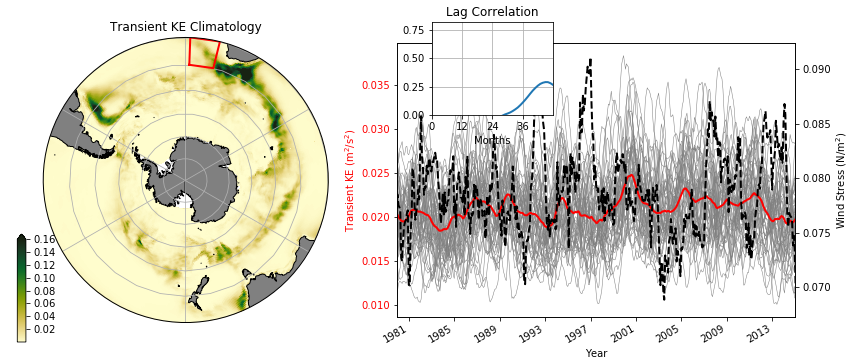 Transient KE Climatology
0.16
0.14
0.12
0.10
0.08
0.06
0.04
0.02
Lag Correlation
0.75
0.50
0.25
0.00
0 12 24 36
Months
Transient KE (m²/s²)
0.035
0.030
0.025
0.020
0.015
0.010
0.090
0.085
0.080
0.075
0.070
Wind Stress (N/m²)
1981 1985 1989 1993 1997 2001 2005 2009 2013
Year